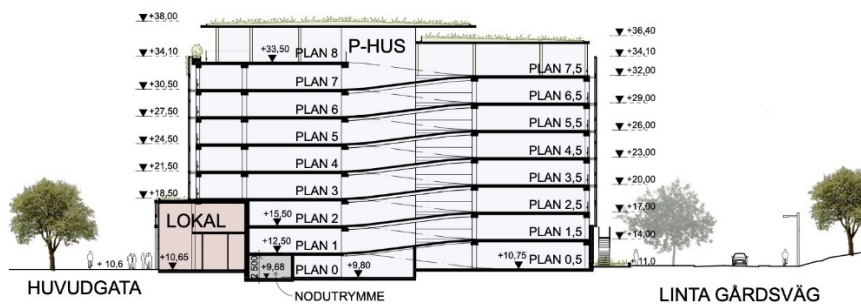 +38,00
P-HUS
+36,40
+34,10
+33,50
PLAN 8
+34,10
PLAN 7,5
+32,00
+30,50
PLAN 7
PLAN 6,5
+29,00
+27,50
PLAN 6
PLAN 5,5
+26,00
+24,50
PLAN 5
PLAN 4,5
+23,00
+21,50
PLAN 4
PLAN 3,5
+20,00
+18,50
PLAN 3
PLAN 2,5
+17,00
LOKAL
+15,50
PLAN 2
PLAN 1,5
+14,00
+12,50
PLAN 1
+ 10,6
+10,65
2 500
+9,68
PLAN 0
+9,80
+10,75
PLAN 0,5
+11,0
HUVUDGATA
NODUTRYMME
LINTA GÅRDSVÄG